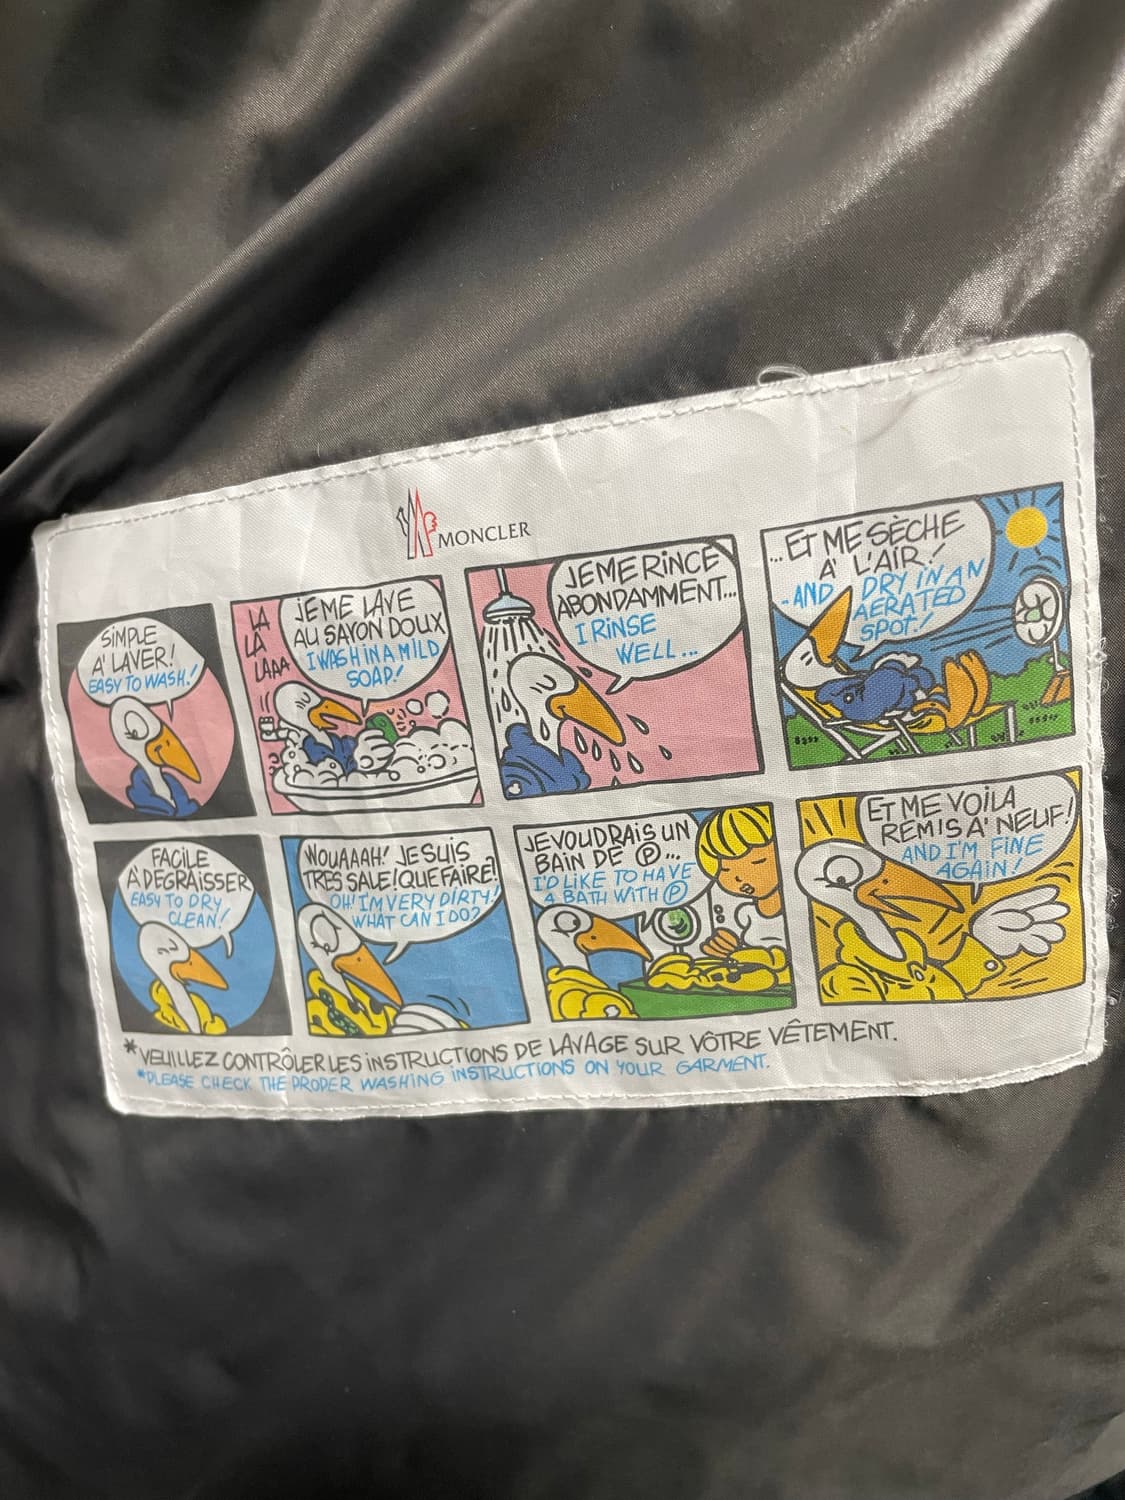 MONCLER
SiMPLE
A' LAVER!
EASY TO WASH!
LA
LÀ
LAAA
JEME LAVE
AU SAVON DOUX
I WASH IN A MILD
SOAP!
JE ME RINCE
ABONDAMMENT...
I RINSE
WELL...
...ET ME SÈCHE
A' L'AIR!
-AND DRY IN AN
AERATED
SPOT!
FACiLE
A'DEGRAISSER
EASY TO DRY
CLEAN!
WOUAAAH! JE SUiS
TRES SALE! QUE FAIRE!
OH! I'M VERY DIRTY!
WHAT CAN I DO?
JE VOUDRAiS UN
BAiN DE Ⓟ...
I'D LIKE TO HAVE
A BATH WITH Ⓟ
ET ME VOILA
REMIS A' NEUF!
AND I'M FINE
AGAIN!
*VEUILLEZ CONTRÔLER LES iNSTRUCTIONS DE LAVAGE SUR VÔTRE VÊTEMENT.
*PLEASE CHECK THE PROPER WASHING iNSTRUCTIONS ON YOUR GARMENT.